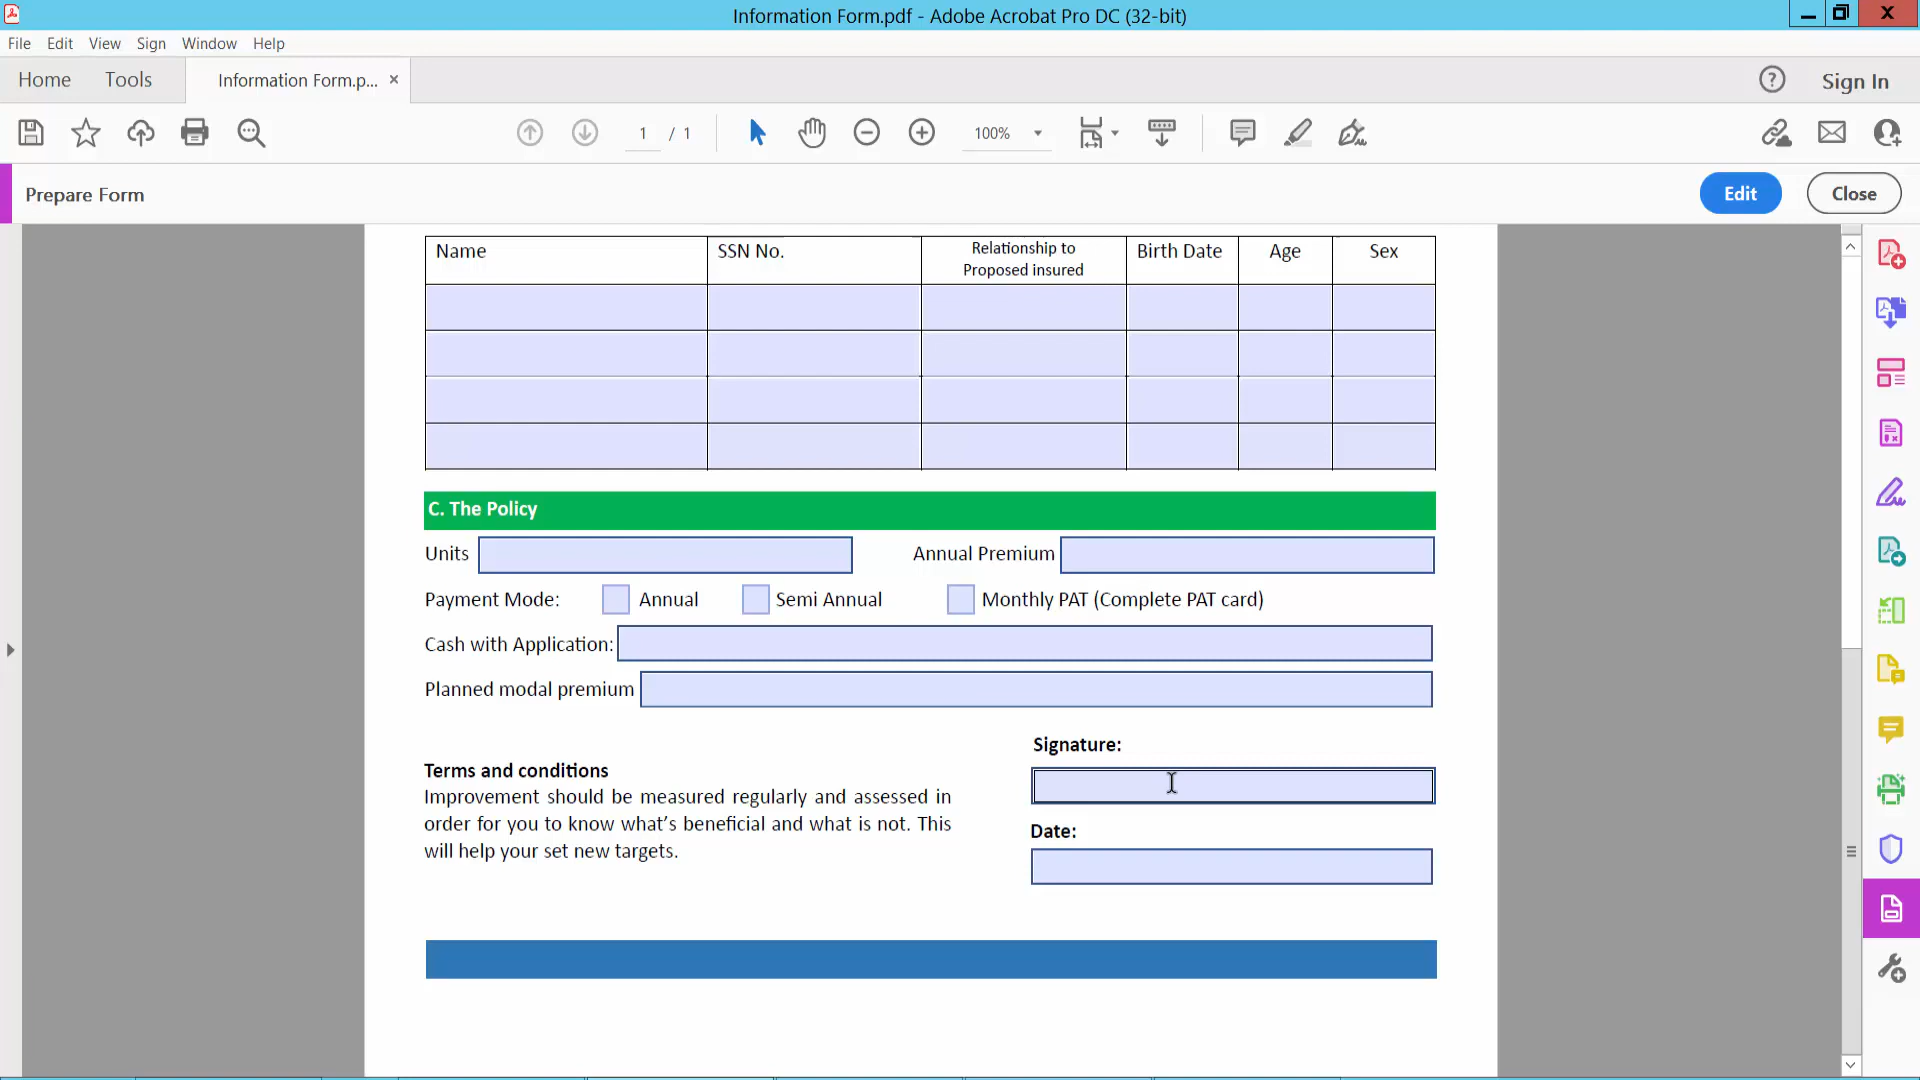 Information Form.pdf - Adobe Acrobat Pro DC (32-bit)
File Edit View Sign Window Help
Home Tools Information Form.p... × Sign In
1 / 1 100%
Prepare Form Edit Close
Name SSN No. Relationship to Proposed insured Birth Date Age Sex
C. The Policy
Units Annual Premium
Payment Mode: Annual Semi Annual Monthly PAT (Complete PAT card)
Cash with Application:
Planned modal premium
Signature:
Terms and conditions
Improvement should be measured regularly and assessed in
order for you to know what’s beneficial and what is not. This
will help your set new targets.
Date: